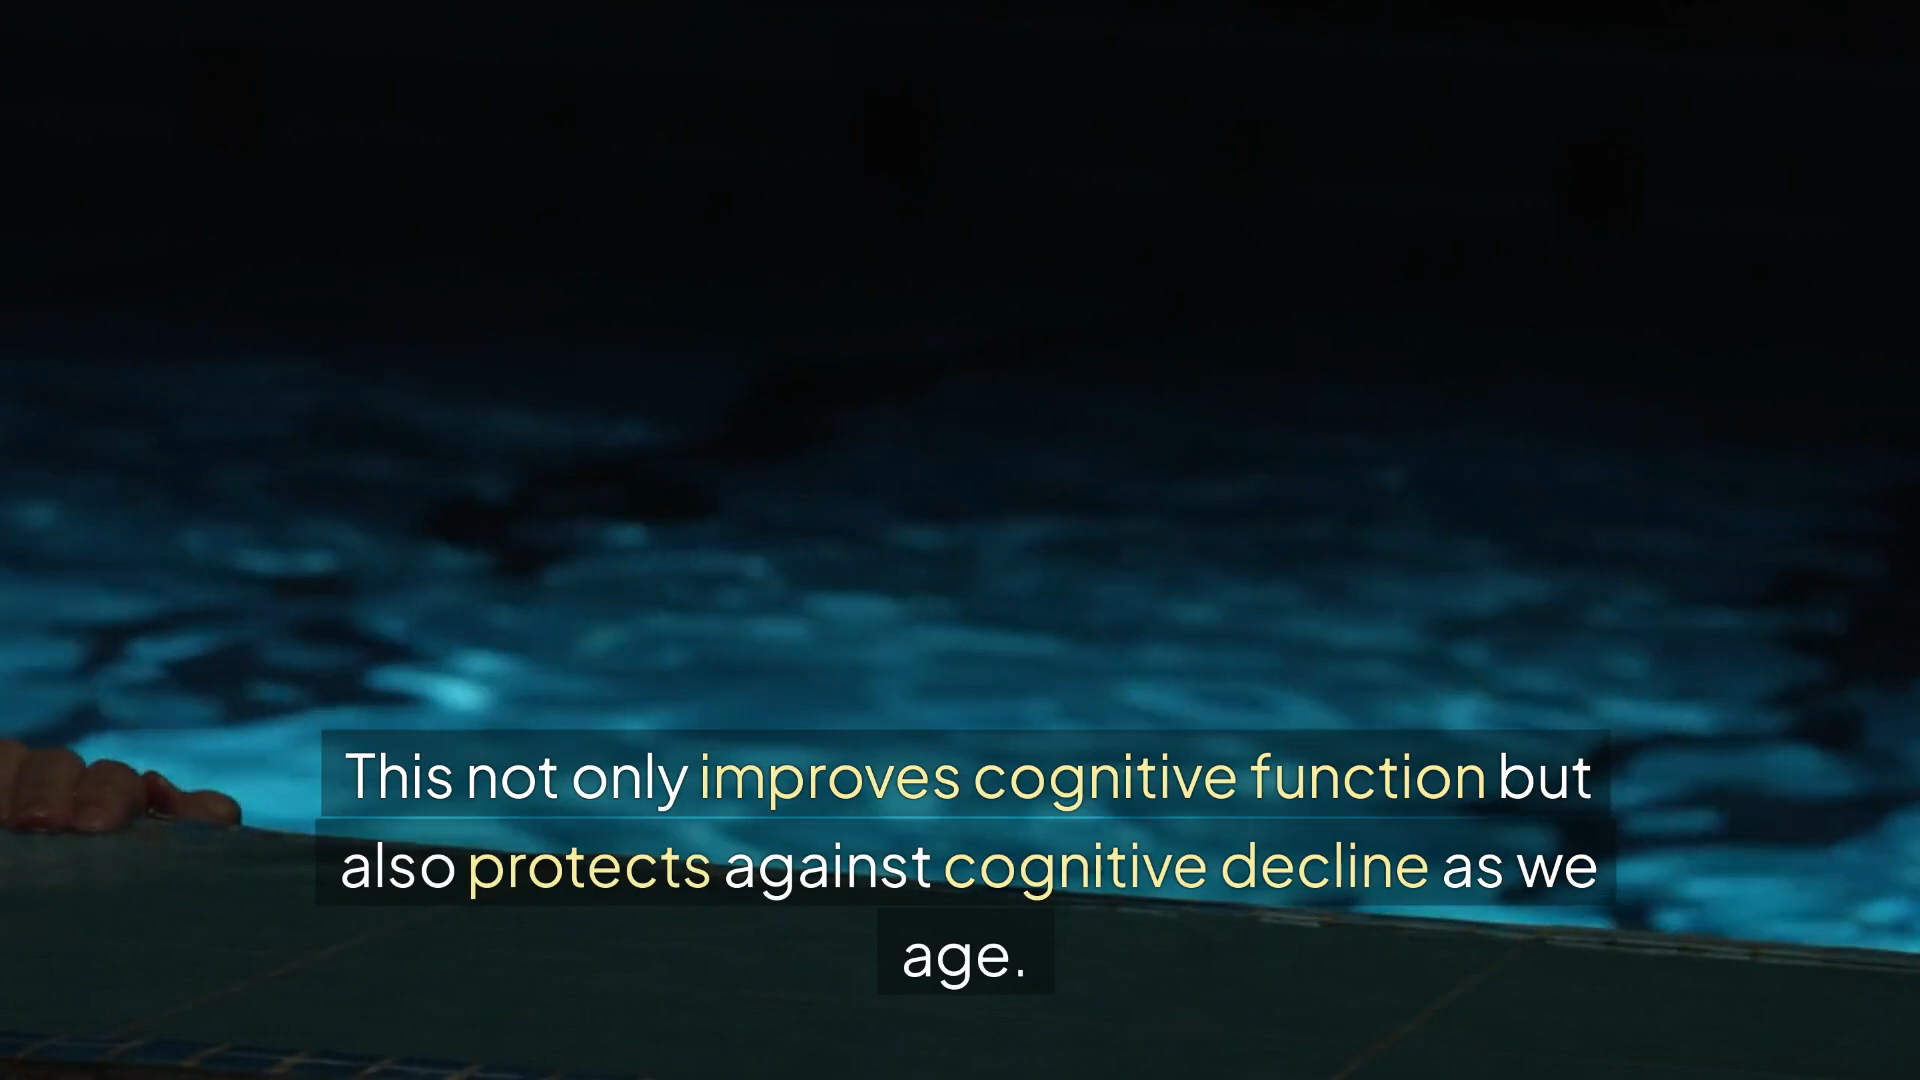 This not only improves cognitive function but
also protects against cognitive decline as we
age.